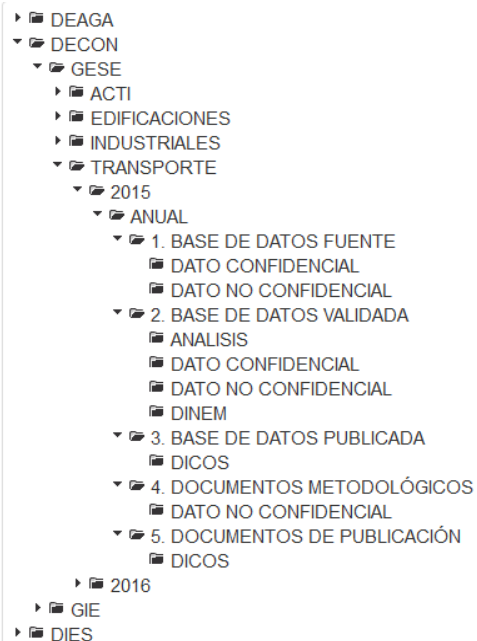 DEAGA
DECON
GESE
ACTI
EDIFICACIONES
INDUSTRIALES
TRANSPORTE
2015
ANUAL
1. BASE DE DATOS FUENTE
DATO CONFIDENCIAL
DATO NO CONFIDENCIAL
2. BASE DE DATOS VALIDADA
ANALISIS
DATO CONFIDENCIAL
DATO NO CONFIDENCIAL
DINEM
3. BASE DE DATOS PUBLICADA
DICOS
4. DOCUMENTOS METODOLÓGICOS
DATO NO CONFIDENCIAL
5. DOCUMENTOS DE PUBLICACIÓN
DICOS
2016
GIE
DIES